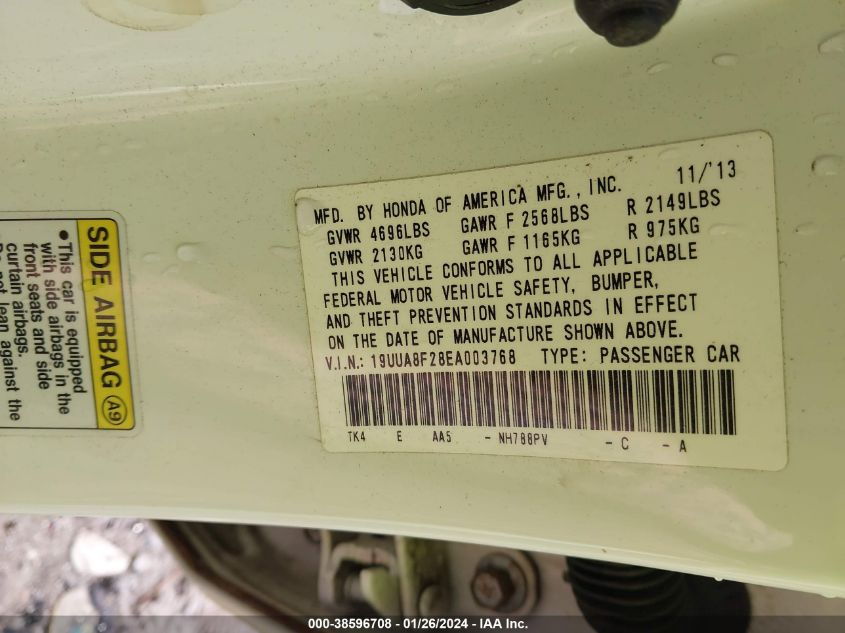 MFD. BY HONDA OF AMERICA MFG., INC. 11/'13
GVWR 4696LBS GAWR F 2568LBS R 2149LBS
GVWR 2130KG GAWR F 1165KG R 975KG
THIS VEHICLE CONFORMS TO ALL APPLICABLE
FEDERAL MOTOR VEHICLE SAFETY, BUMPER,
AND THEFT PREVENTION STANDARDS IN EFFECT
ON THE DATE OF MANUFACTURE SHOWN ABOVE.
V.I.N.: 19UUA8F28EA003768 TYPE: PASSENGER CAR
TK4 E AA5 - NH788PV - C - A
SIDE AIRBAG A9
• This car is equipped
with side airbags in the
front seats and side
curtain airbags.
Do not lean against the
000-38596708 - 01/26/2024 - IAA Inc.